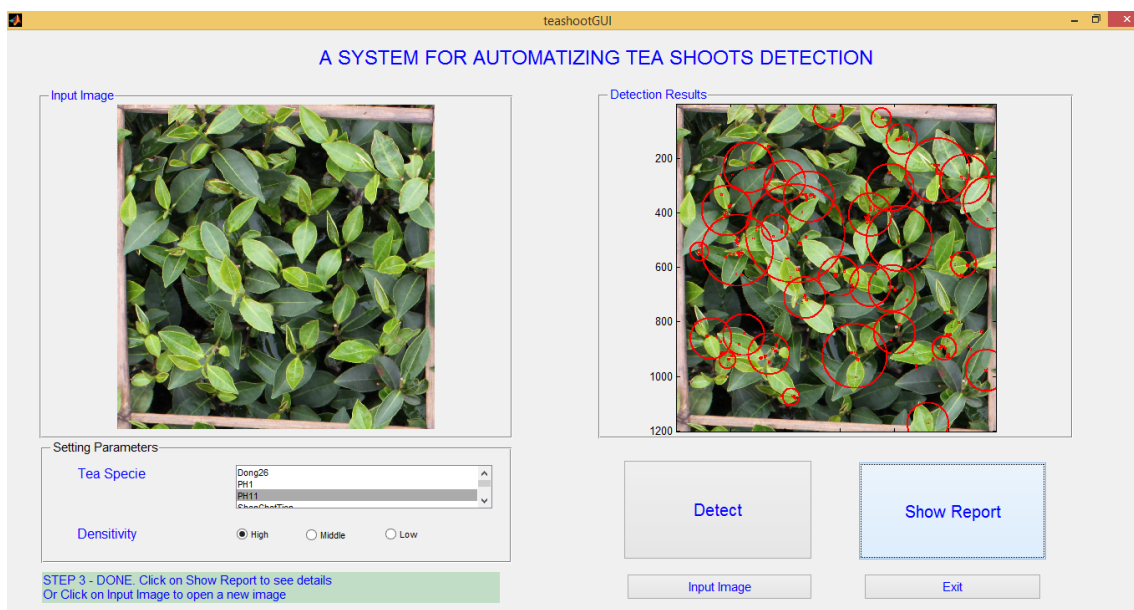 teashootGUI
A SYSTEM FOR AUTOMATIZING TEA SHOOTS DETECTION
Input Image
Detection Results
200
400
600
800
1000
1200
Setting Parameters
Tea Specie
Dong26
PH1
PH11
Densitivity
High
Middle
Low
Detect
Show Report
STEP 3 - DONE. Click on Show Report to see details
Or Click on Input Image to open a new image
Input Image
Exit